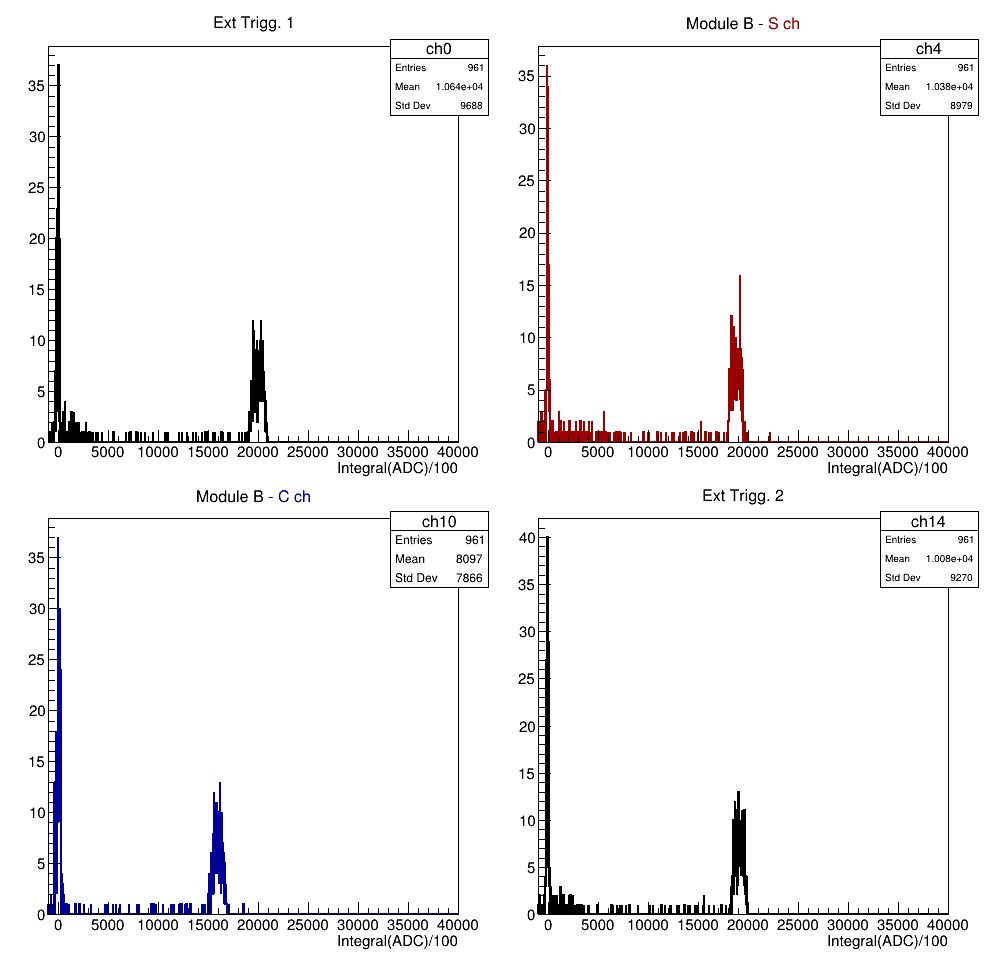 Ext Trigg. 1
ch0
Entries 961
Mean 1.064e+04
Std Dev 9688
35
30
25
20
15
10
5
0
0 5000 10000 15000 20000 25000 30000 35000 40000
Integral(ADC)/100
Module B - S ch
ch4
Entries 961
Mean 1.038e+04
Std Dev 8979
35
30
25
20
15
10
5
0
0 5000 10000 15000 20000 25000 30000 35000 40000
Integral(ADC)/100
Module B - C ch
ch10
Entries 961
Mean 8097
Std Dev 7866
35
30
25
20
15
10
5
0
0 5000 10000 15000 20000 25000 30000 35000 40000
Integral(ADC)/100
Ext Trigg. 2
ch14
Entries 961
Mean 1.008e+04
Std Dev 9270
40
35
30
25
20
15
10
5
0
0 5000 10000 15000 20000 25000 30000 35000 40000
Integral(ADC)/100